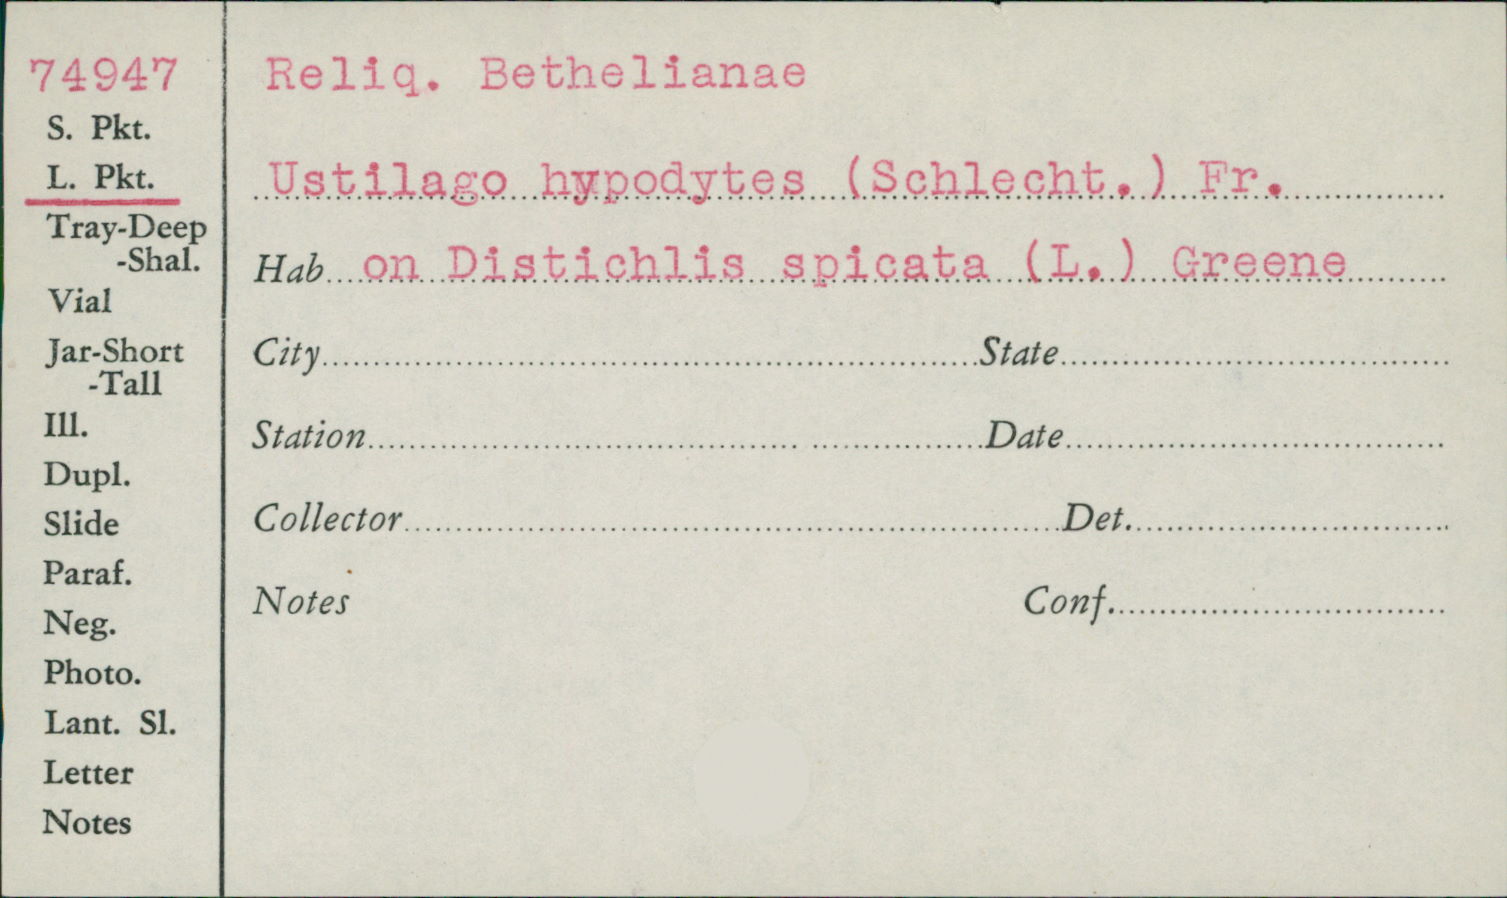 74947
S. Pkt.
L. Pkt.
Tray-Deep
-Shal.
Vial
Jar-Short
-Tall
Ill.
Dupl.
Slide
Paraf.
Neg.
Photo.
Lant. Sl.
Letter
Notes
Reliq. Bethelianae
Ustilago hypodytes (Schlecht.) Fr.
Hab on Distichlis spicata (L.) Greene
City State
Station Date
Collector Det.
Notes Conf.